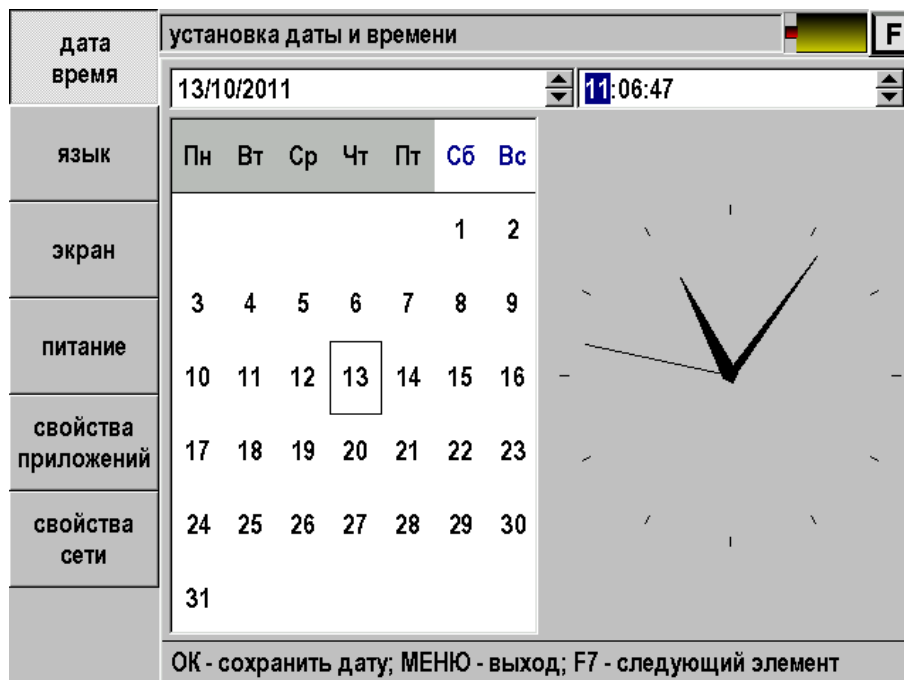 дата
время
язык
экран
питание
свойства
приложений
свойства
сети
установка даты и времени
F
13/10/2011
11:06:47
Пн Вт Ср Чт Пт Сб Вс
1 2
3 4 5 6 7 8 9
10 11 12 13 14 15 16
17 18 19 20 21 22 23
24 25 26 27 28 29 30
31
ОК - сохранить дату; МЕНЮ - выход; F7 - следующий элемент